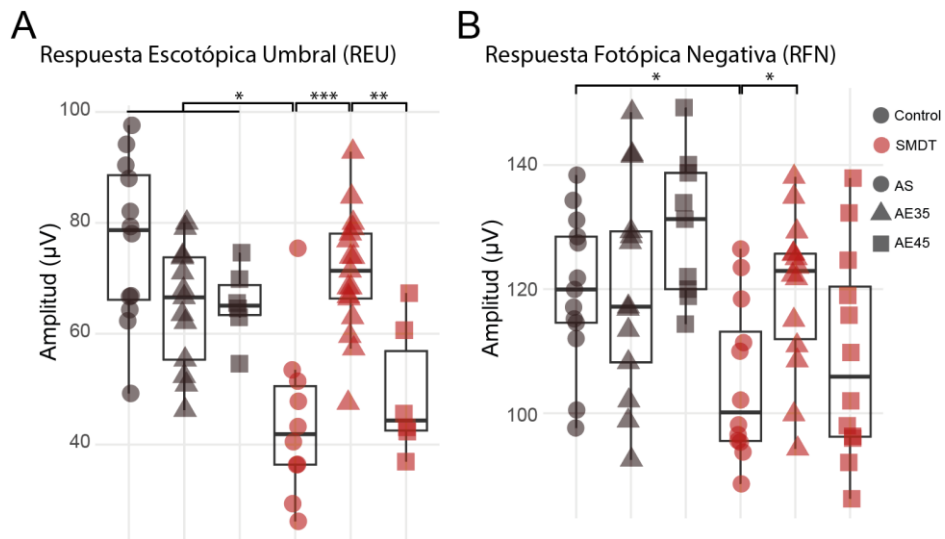 A
Respuesta Escotópica Umbral (REU)
* *** **
100
80
60
40
Amplitud (µV)
B
Respuesta Fotópica Negativa (RFN)
* *
140
120
100
Amplitud (µV)
Control
SMDT
AS
AE35
AE45